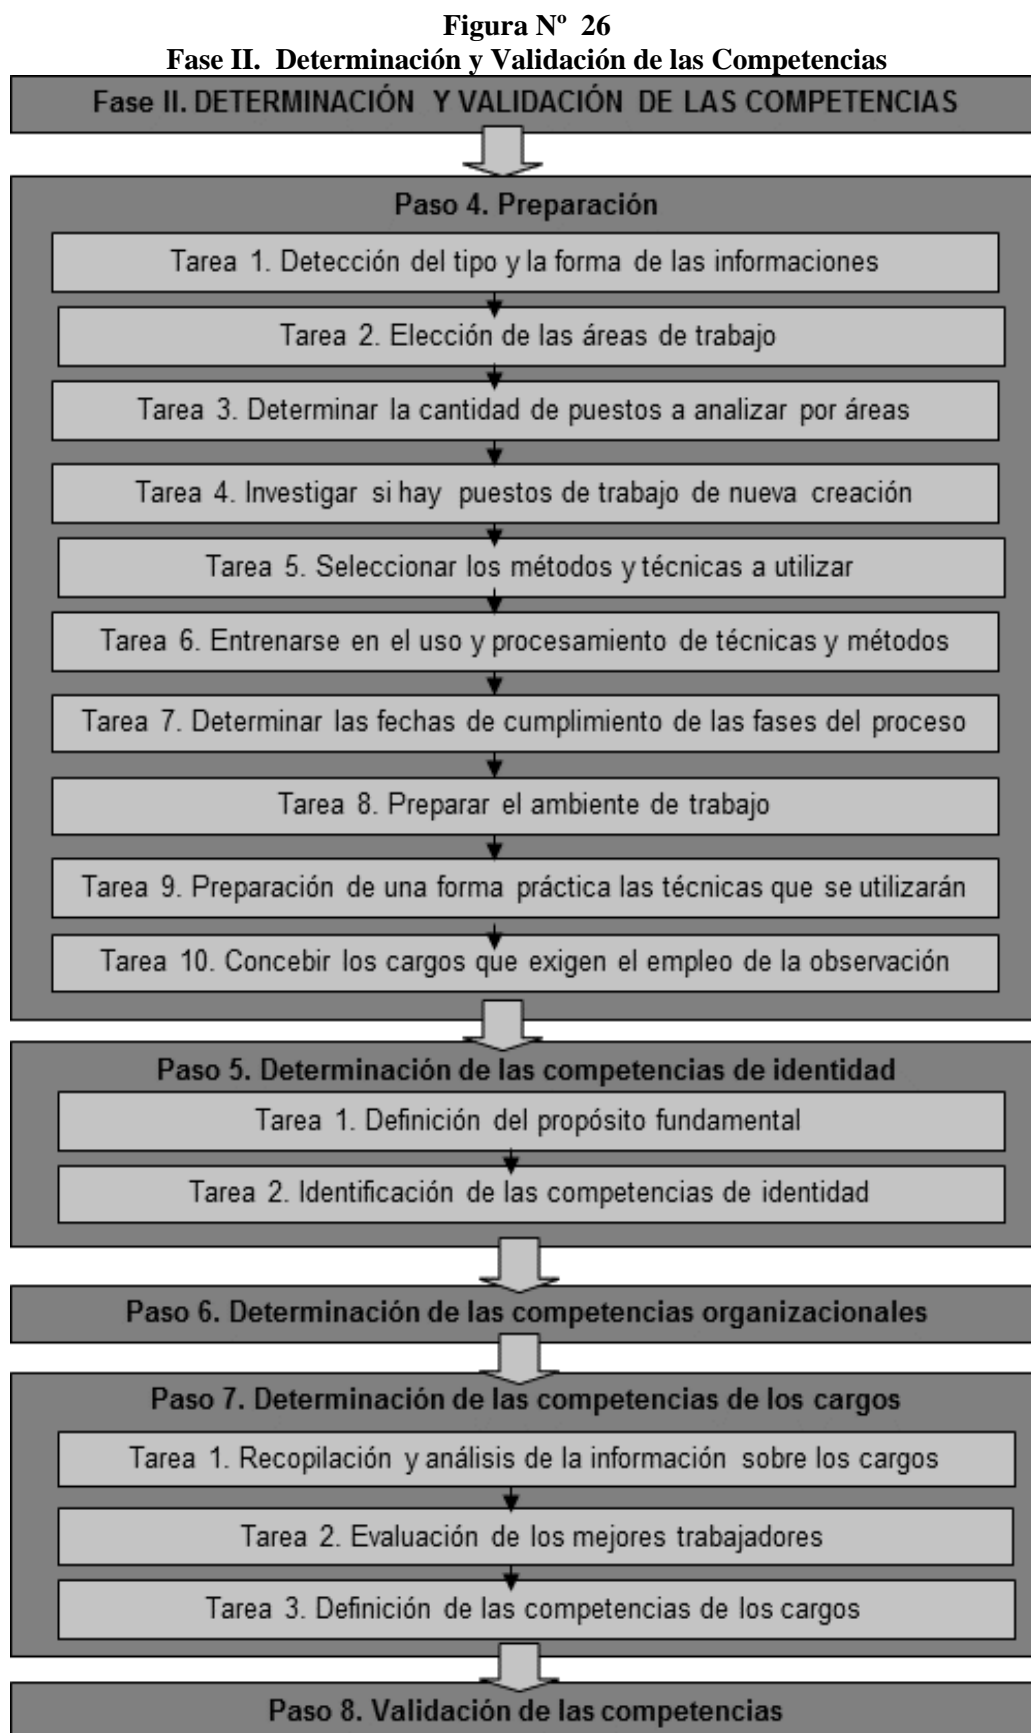 Figura Nº 26
Fase II. Determinación y Validación de las Competencias
Fase II. DETERMINACIÓN Y VALIDACIÓN DE LAS COMPETENCIAS
Paso 4. Preparación
Tarea 1. Detección del tipo y la forma de las informaciones
Tarea 2. Elección de las áreas de trabajo
Tarea 3. Determinar la cantidad de puestos a analizar por áreas
Tarea 4. Investigar si hay puestos de trabajo de nueva creación
Tarea 5. Seleccionar los métodos y técnicas a utilizar
Tarea 6. Entrenarse en el uso y procesamiento de técnicas y métodos
Tarea 7. Determinar las fechas de cumplimiento de las fases del proceso
Tarea 8. Preparar el ambiente de trabajo
Tarea 9. Preparación de una forma práctica las técnicas que se utilizarán
Tarea 10. Concebir los cargos que exigen el empleo de la observación
Paso 5. Determinación de las competencias de identidad
Tarea 1. Definición del propósito fundamental
Tarea 2. Identificación de las competencias de identidad
Paso 6. Determinación de las competencias organizacionales
Paso 7. Determinación de las competencias de los cargos
Tarea 1. Recopilación y análisis de la información sobre los cargos
Tarea 2. Evaluación de los mejores trabajadores
Tarea 3. Definición de las competencias de los cargos
Paso 8. Validación de las competencias